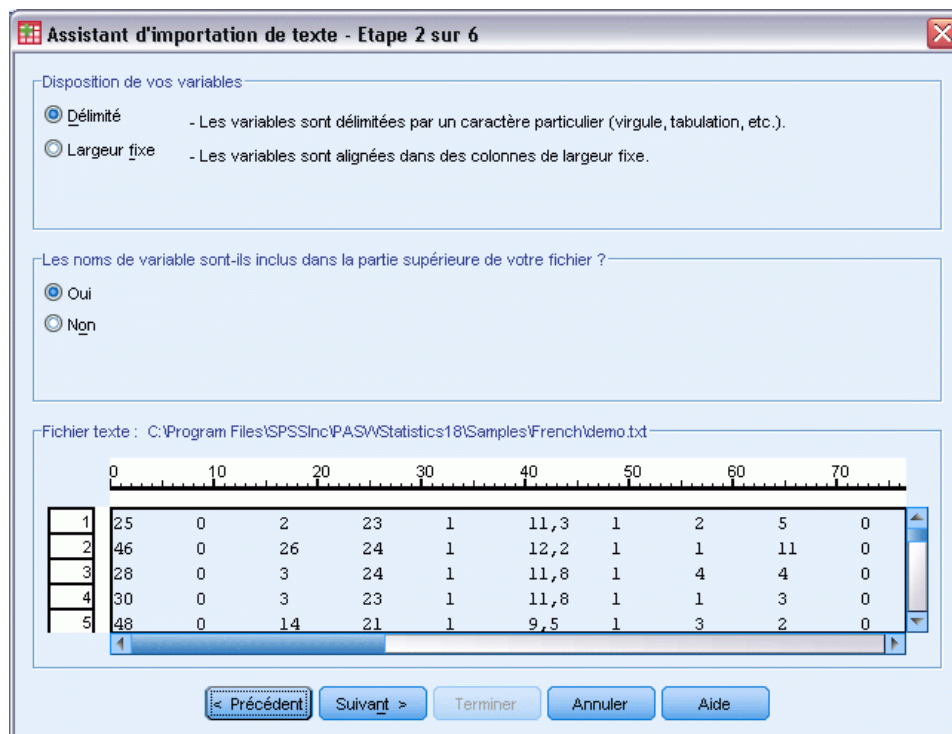 Assistant d'importation de texte - Etape 2 sur 6
Disposition de vos variables
Délimité - Les variables sont délimitées par un caractère particulier (virgule, tabulation, etc.).
Largeur fixe - Les variables sont alignées dans des colonnes de largeur fixe.
Les noms de variable sont-ils inclus dans la partie supérieure de votre fichier ?
Oui
Non
Fichier texte : C:\Program Files\SPSSInc\PASWStatistics18\Samples\French\demo.txt
0 10 20 30 40 50 60 70
1 25 0 2 23 1 11,3 1 2 5 0
2 46 0 26 24 1 12,2 1 1 11 0
3 28 0 3 24 1 11,8 1 4 4 0
4 30 0 3 23 1 11,8 1 1 3 0
5 48 0 14 21 1 9,5 1 3 2 0
< Précédent Suivant > Terminer Annuler Aide